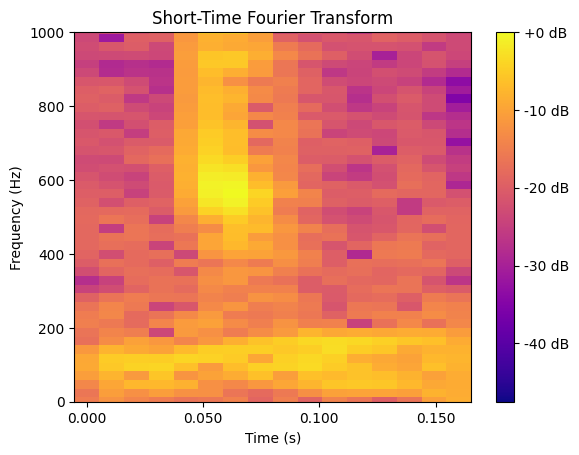 Short-Time Fourier Transform
1000
800
600
400
200
0
Frequency (Hz)
0.000
0.050
0.100
0.150
Time (s)
+0 dB
-10 dB
-20 dB
-30 dB
-40 dB